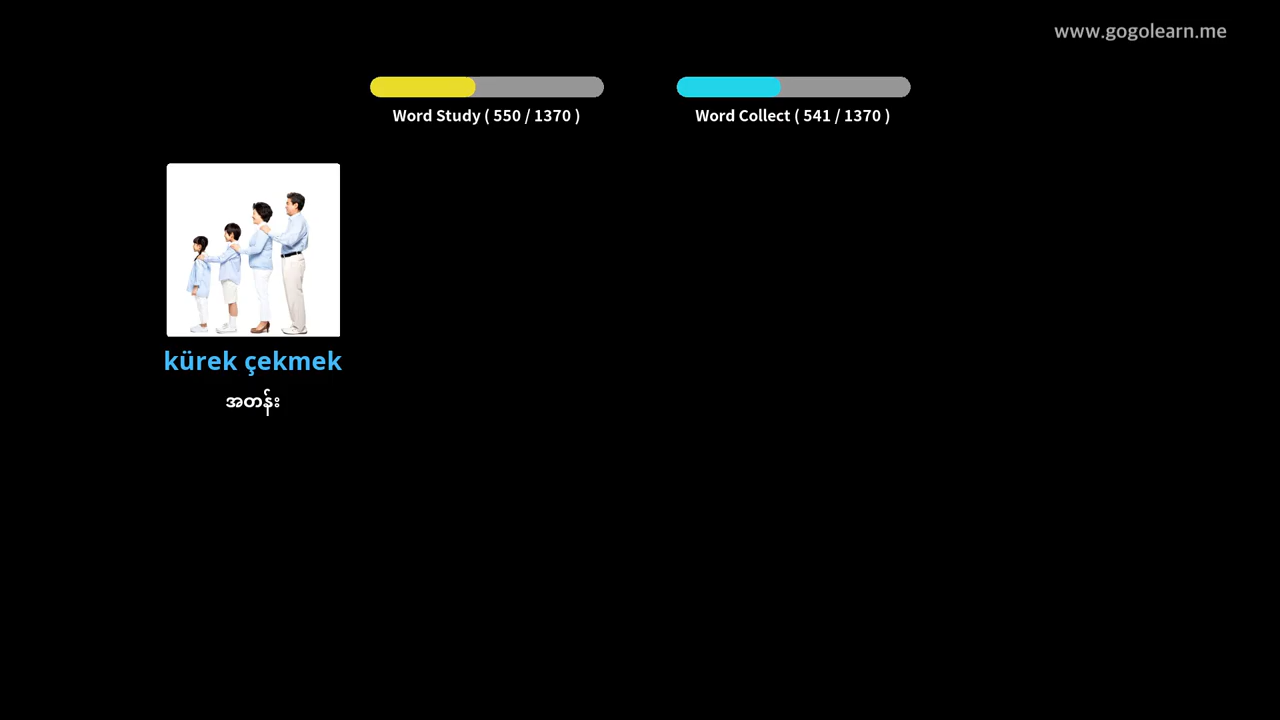 www.gogolearn.me
Word Study ( 550 / 1370 )
Word Collect ( 541 / 1370 )
kürek çekmek
အတန်း